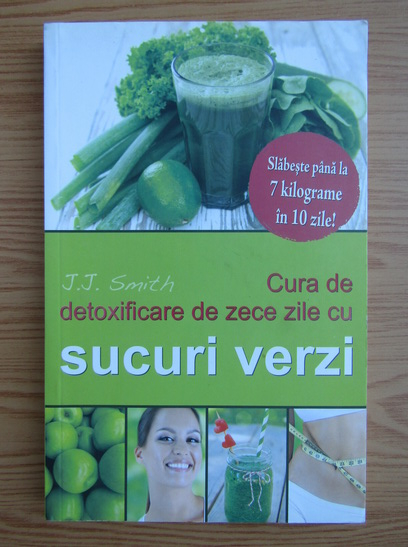 Slăbește până la
7 kilograme
în 10 zile!
J.J. Smith
Cura de
detoxificare de zece zile cu
sucuri verzi